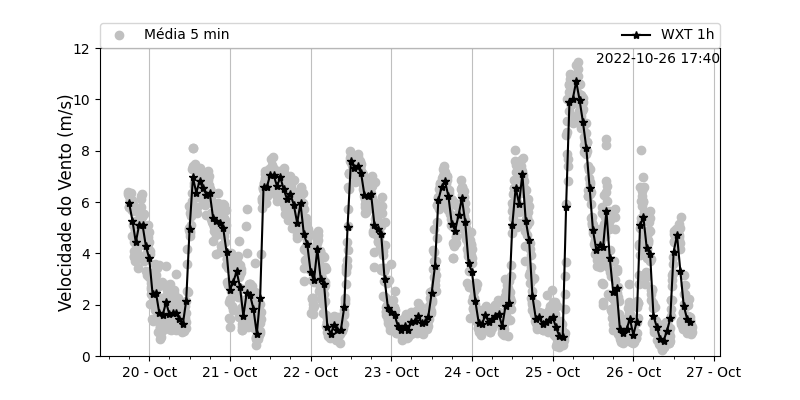 Média 5 min
WXT 1h
2022-10-26 17:40
Velocidade do Vento (m/s)
12
10
8
6
4
2
0
20 - Oct
21 - Oct
22 - Oct
23 - Oct
24 - Oct
25 - Oct
26 - Oct
27 - Oct